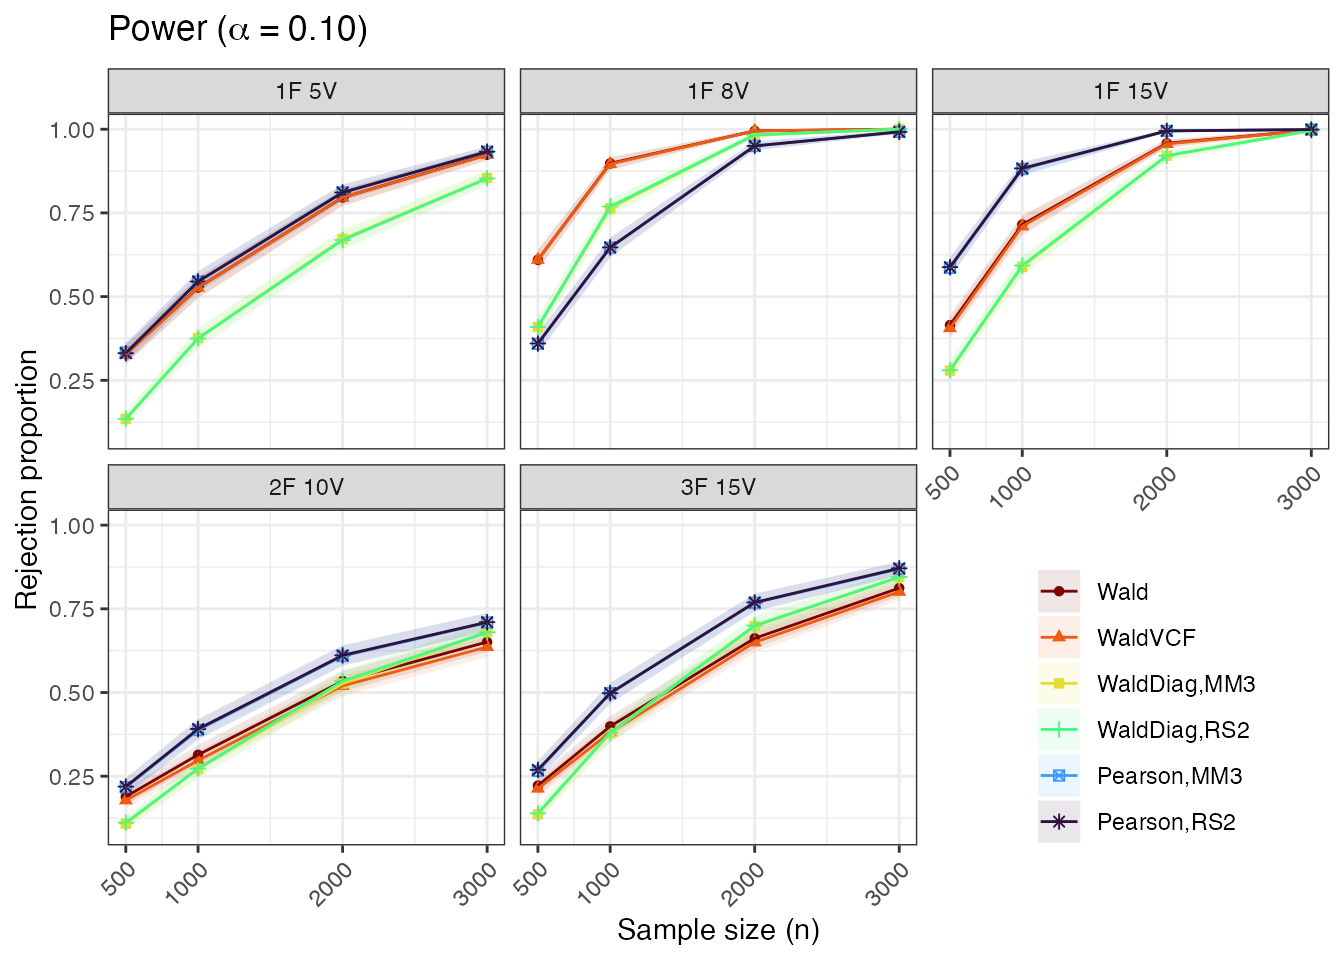 Power (α = 0.10)
1F 5V
1F 8V
1F 15V
1.00
0.75
0.50
0.25
500
1000
2000
3000
2F 10V
3F 15V
1.00
0.75
0.50
0.25
500
1000
2000
3000
500
1000
2000
3000
Rejection proportion
Sample size (n)
Wald
WaldVCF
WaldDiag,MM3
WaldDiag,RS2
Pearson,MM3
Pearson,RS2